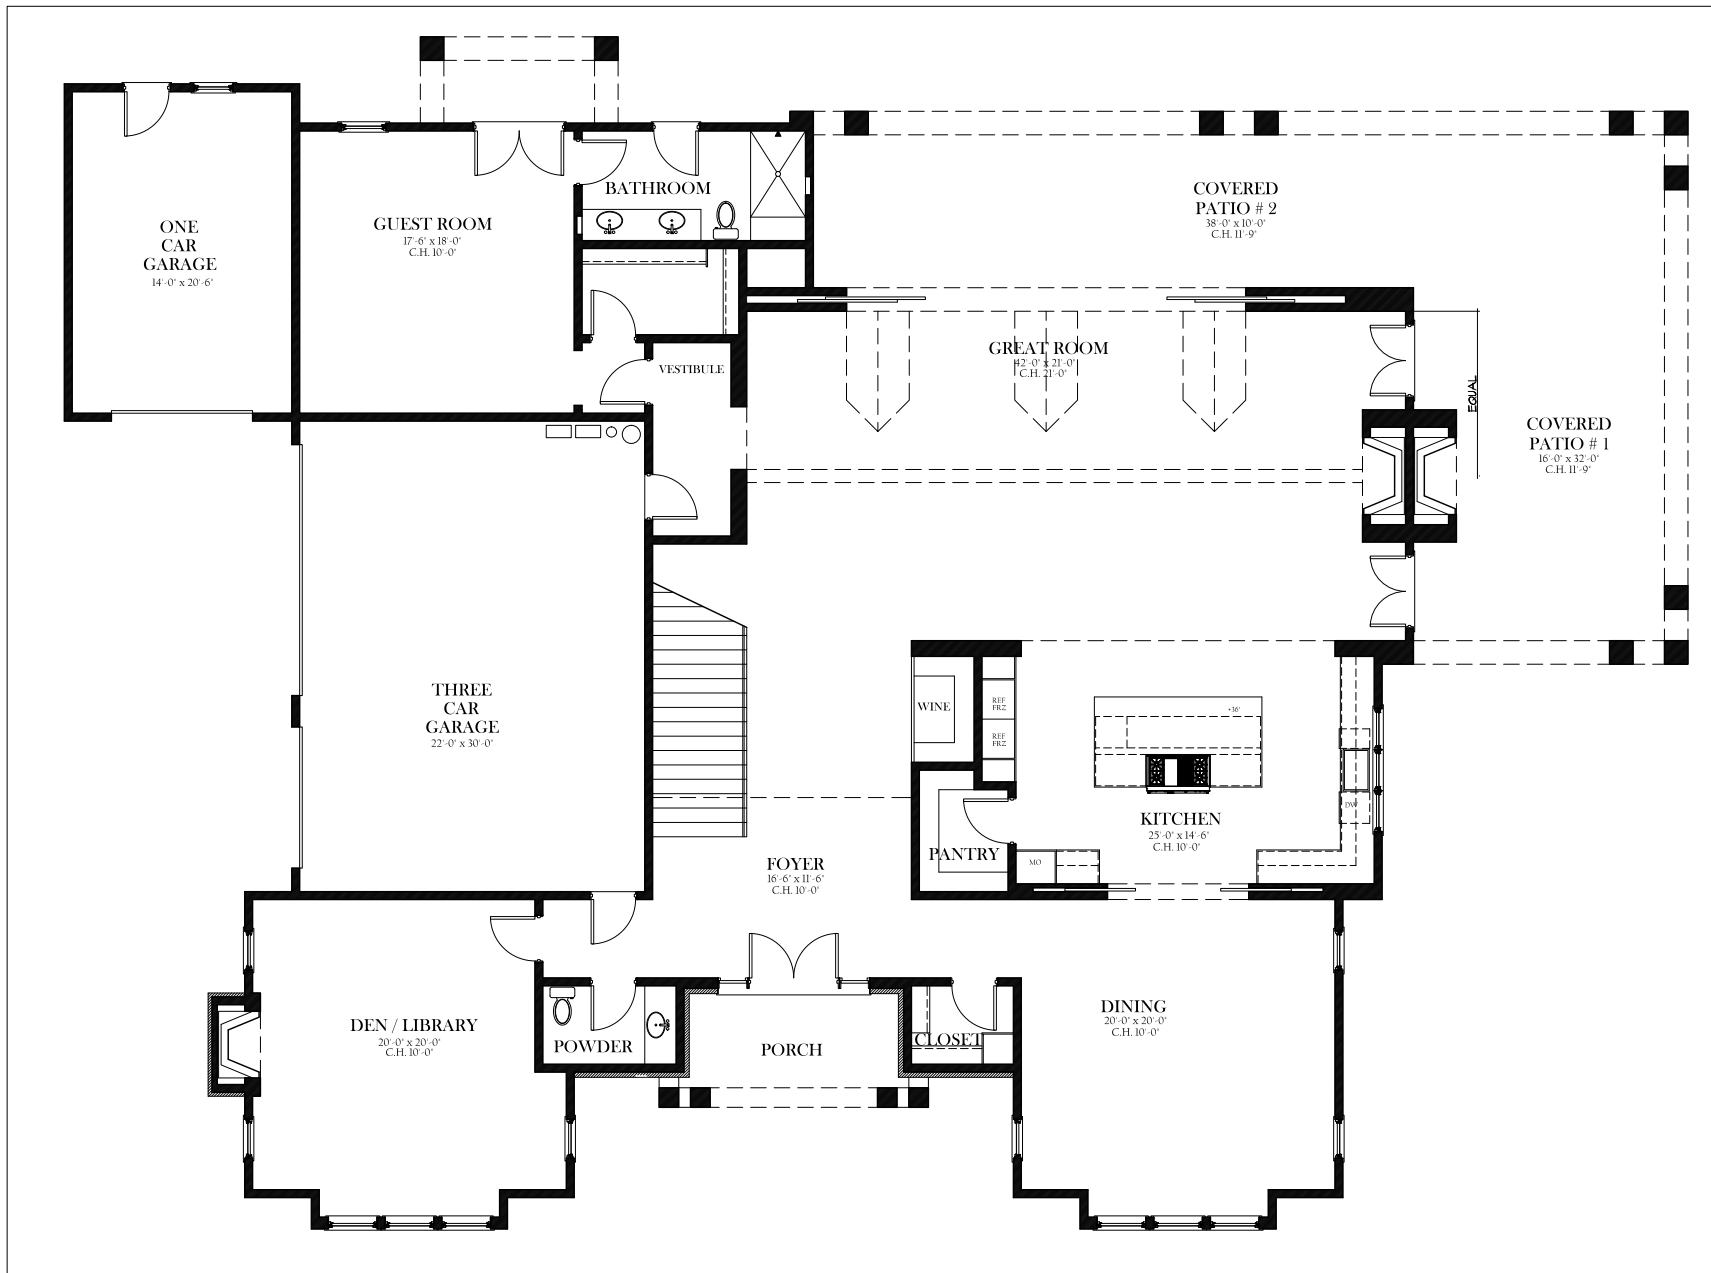 ONE
CAR
GARAGE
14'-0" x 20'-6"
GUEST ROOM
17'-6" x 18'-0"
C.H. 10'-0"
BATHROOM
VESTIBULE
COVERED
PATIO # 2
38'-0" x 10'-0"
C.H. 11'-9"
GREAT ROOM
42'-0" x 21'-0"
C.H. 21'-0"
EQUAL
COVERED
PATIO # 1
16'-0" x 32'-0"
C.H. 11'-9"
THREE
CAR
GARAGE
22'-0" x 30'-0"
WINE
REF
FRZ
REF
FRZ
+36"
DW
KITCHEN
25'-0" x 14'-6"
C.H. 10'-0"
PANTRY
MO
FOYER
16'-6" x 11'-6"
C.H. 10'-0"
DEN / LIBRARY
20'-0" x 20'-0"
C.H. 10'-0"
POWDER
PORCH
CLOSET
DINING
20'-0" x 20'-0"
C.H. 10'-0"